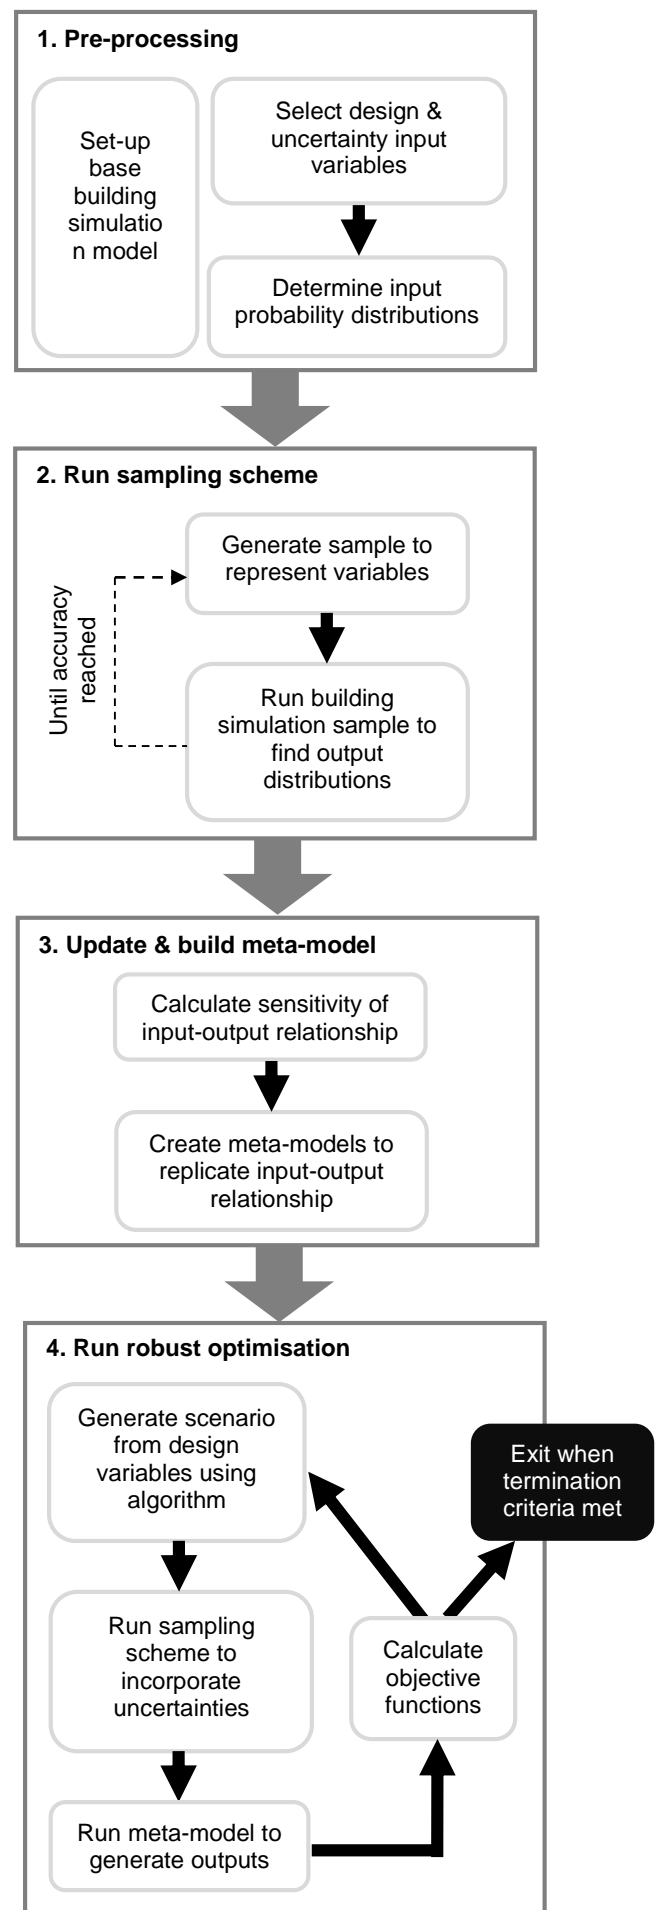 1. Pre-processing
Set-up
base
building
simulatio
n model
Select design &
uncertainty input
variables
Determine input
probability distributions
2. Run sampling scheme
Generate sample to
represent variables
Until accuracy
reached
Run building
simulation sample to
find output
distributions
3. Update & build meta-model
Calculate sensitivity of
input-output relationship
Create meta-models to
replicate input-output
relationship
4. Run robust optimisation
Generate scenario
from design
variables using
algorithm
Exit when
termination
criteria met
Run sampling
scheme to
incorporate
uncertainties
Calculate
objective
functions
Run meta-model to
generate outputs